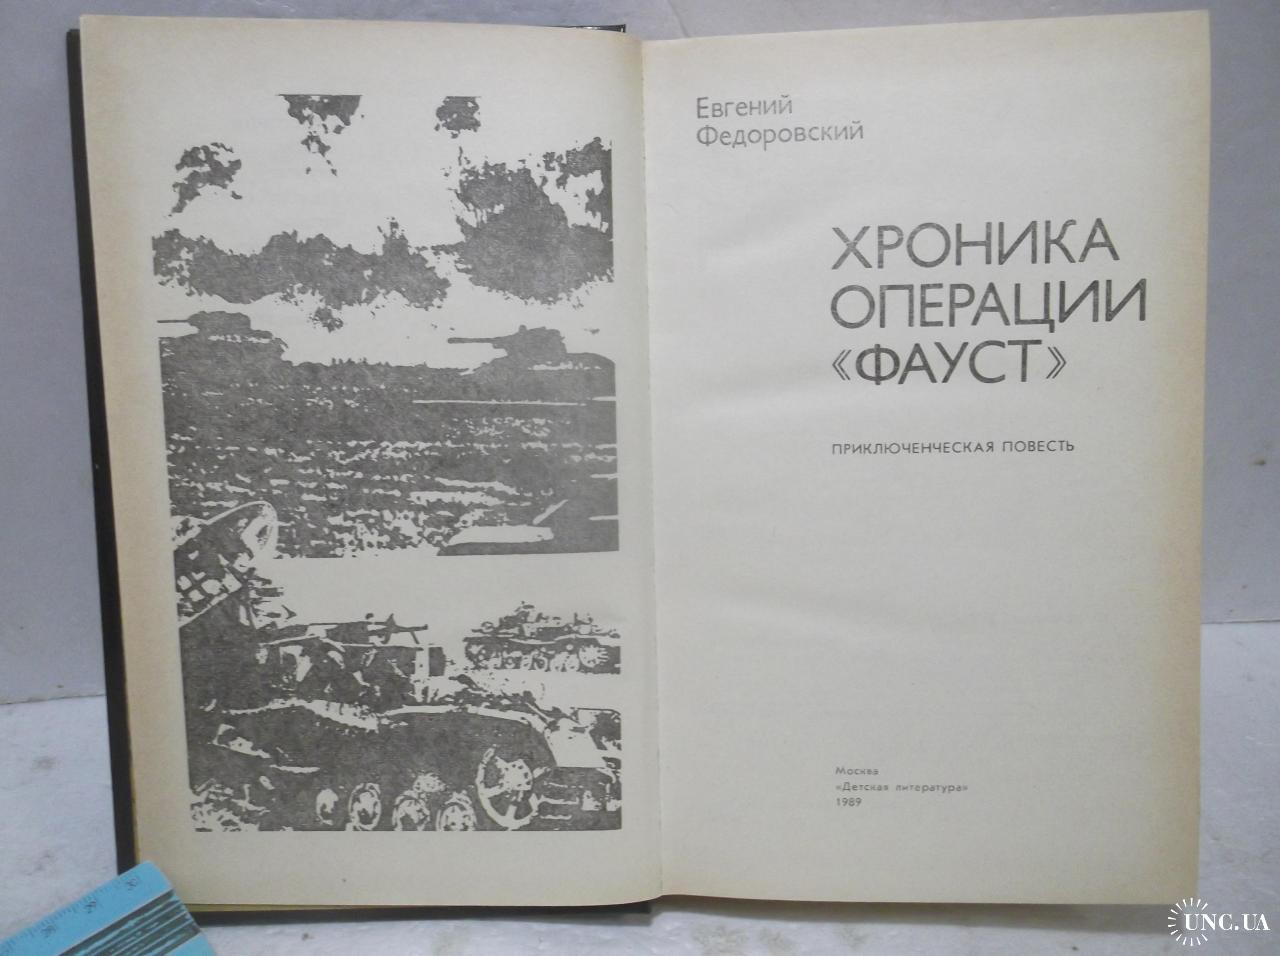 Евгений
Федоровский
ХРОНИКА
ОПЕРАЦИИ
«ФАУСТ»
ПРИКЛЮЧЕНЧЕСКАЯ ПОВЕСТЬ
Москва
«Детская литература»
1989
UNC.UA